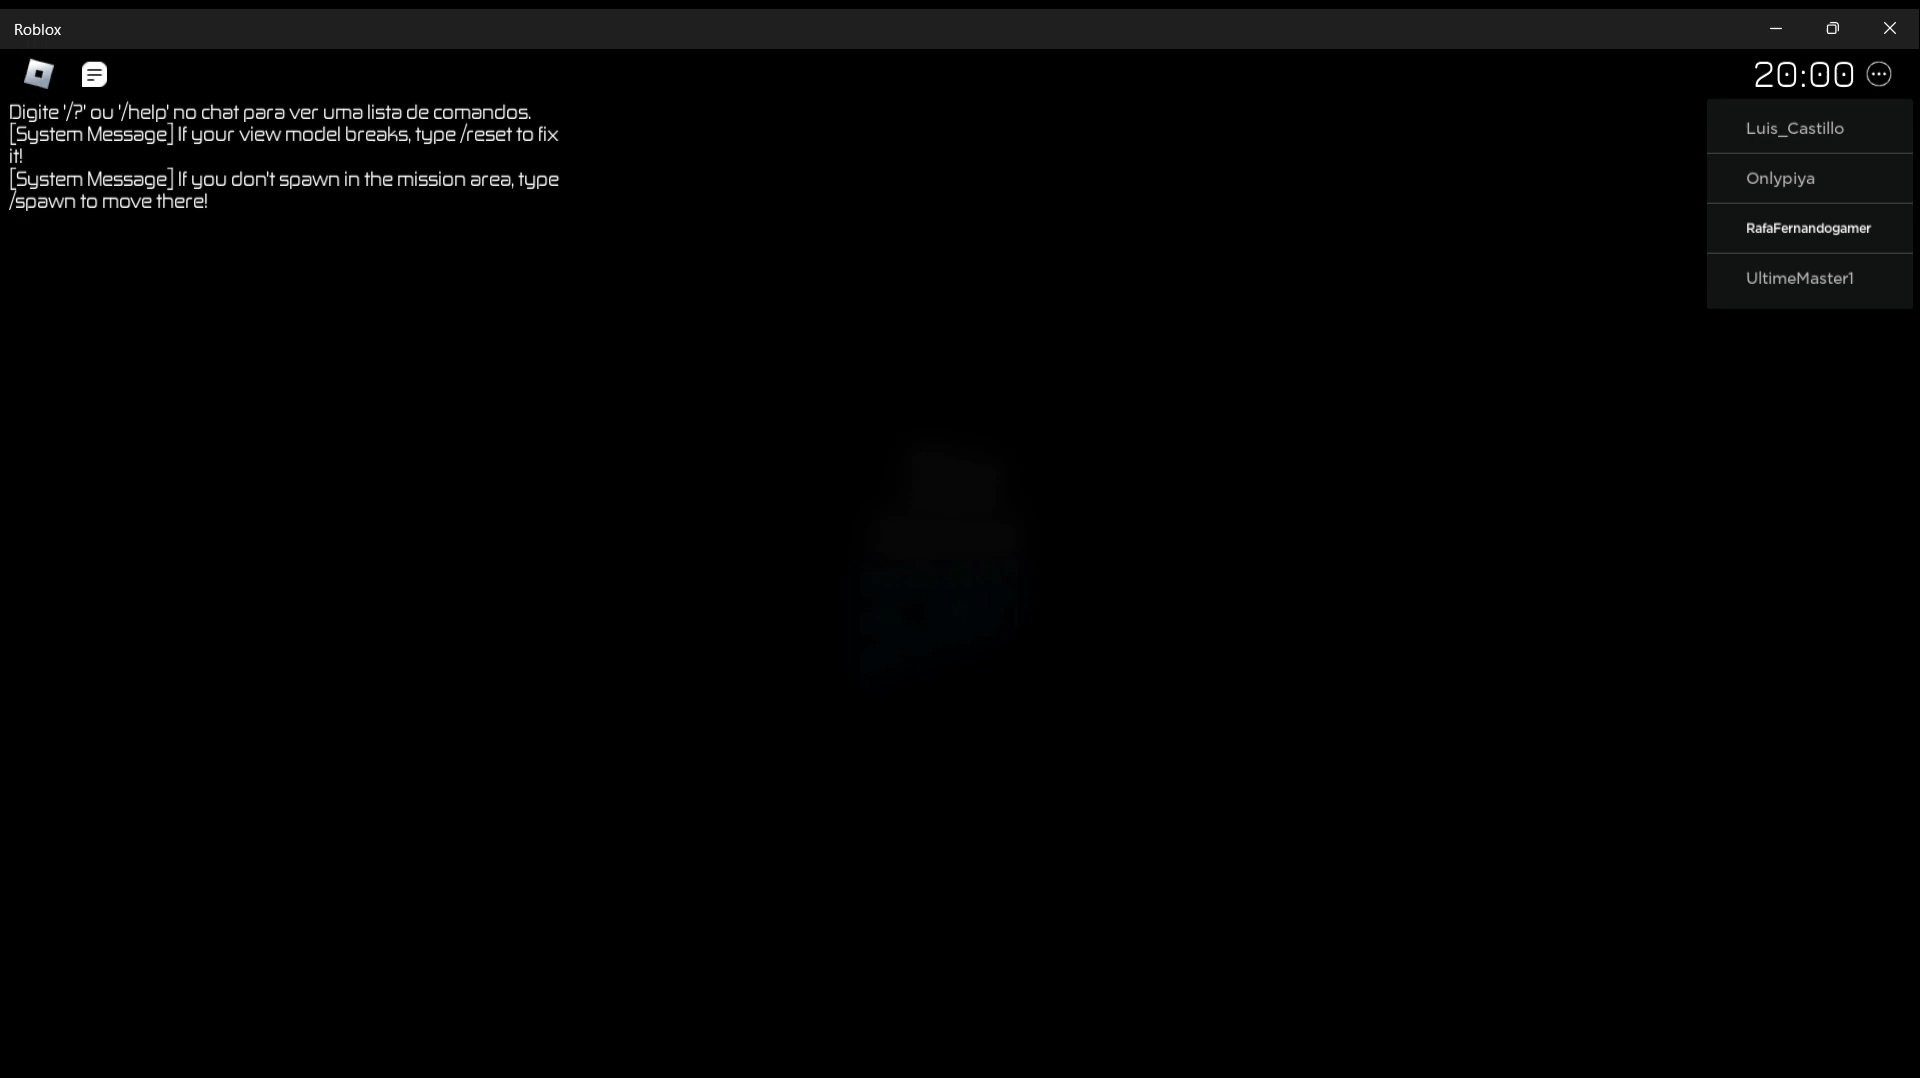 Roblox
20:00
Digite '/?' ou '/help' no chat para ver uma lista de comandos.
[System Message] If your view model breaks, type /reset to fix
it!
[System Message] If you don't spawn in the mission area, type
/spawn to move there!
Luis_Castillo
Onlypiya
RafaFernandogamer
UltimeMaster1